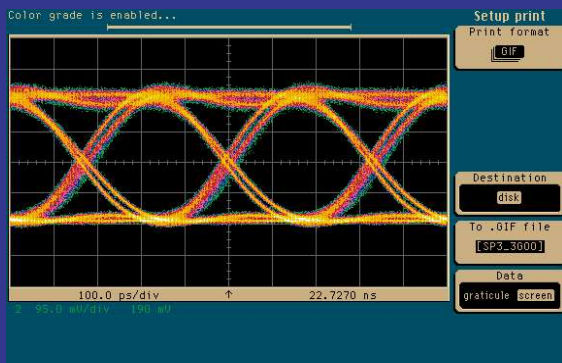 Color grade is enabled...
Setup print
Print format
GIF
Destination
disk
To .GIF file
[SP3_3GOO]
Data
graticule screen
100.0 ps/div ↑ 22.7270 ns
2 95.0 mV/div 190 mV